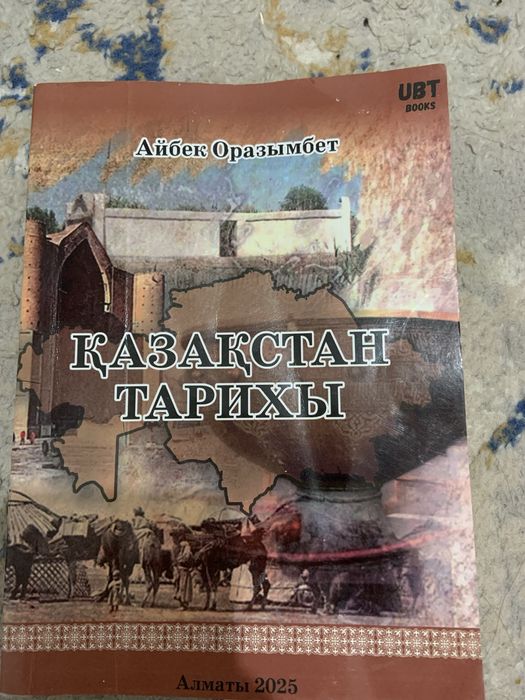 UBT
BOOKS
Айбек Оразымбет
ҚАЗАҚСТАН
ТАРИХЫ
Алматы 2025